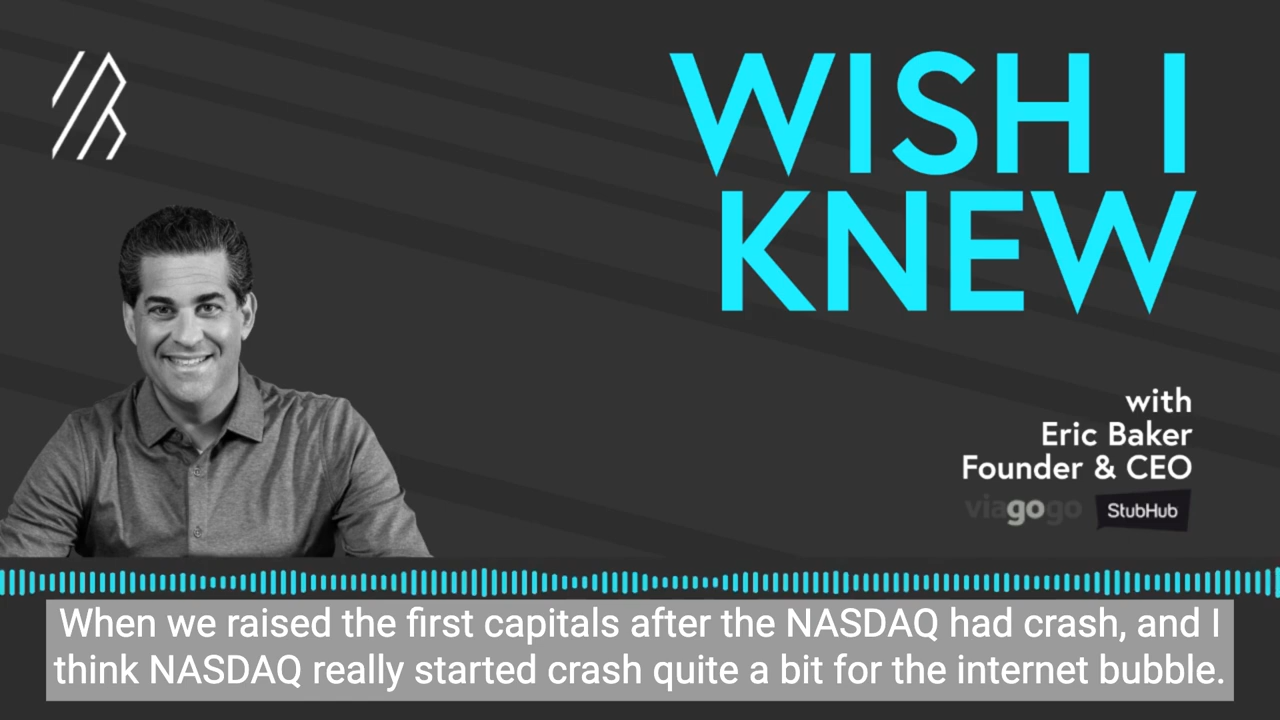 WISH I
KNEW
with
Eric Baker
Founder & CEO
viagogo StubHub
When we raised the first capitals after the NASDAQ had crash, and I
think NASDAQ really started crash quite a bit for the internet bubble.